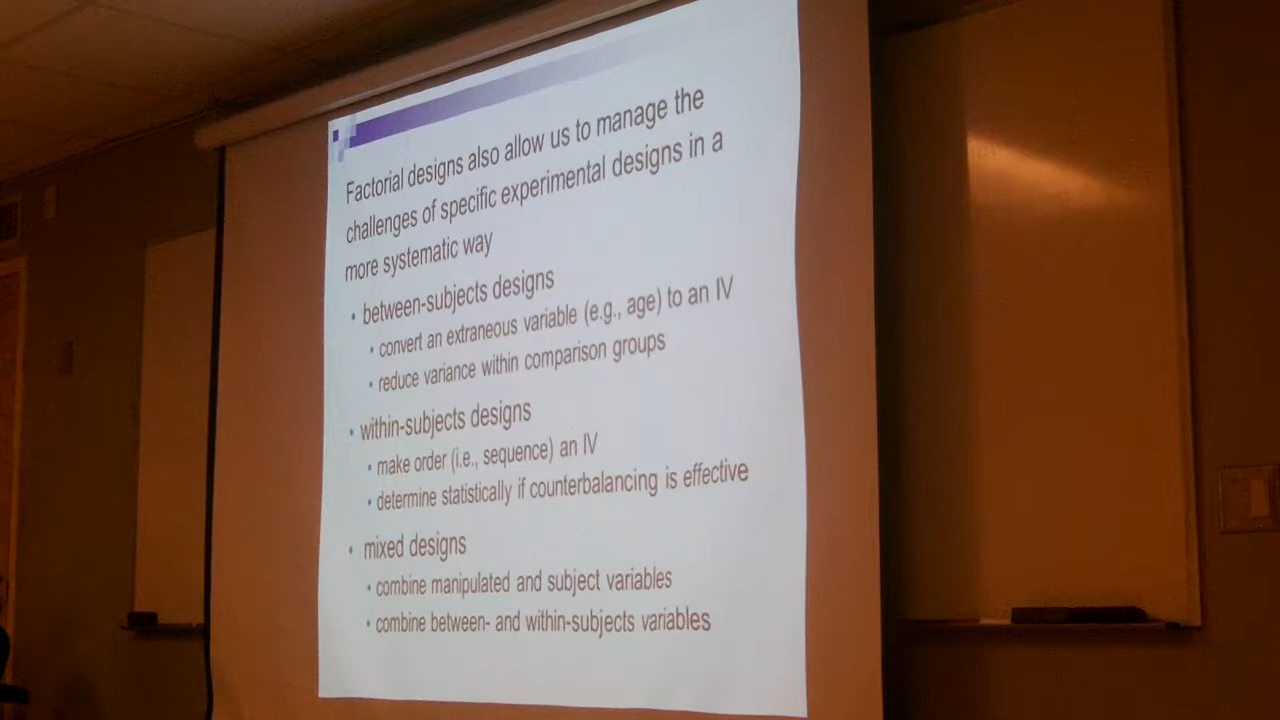 Factorial designs also allow us to manage the
challenges of specific experimental designs in a
more systematic way
• between-subjects designs
• convert an extraneous variable (e.g., age) to an IV
• reduce variance within comparison groups
• within-subjects designs
• make order (i.e., sequence) an IV
• determine statistically if counterbalancing is effective
• mixed designs
• combine manipulated and subject variables
• combine between- and within-subjects variables